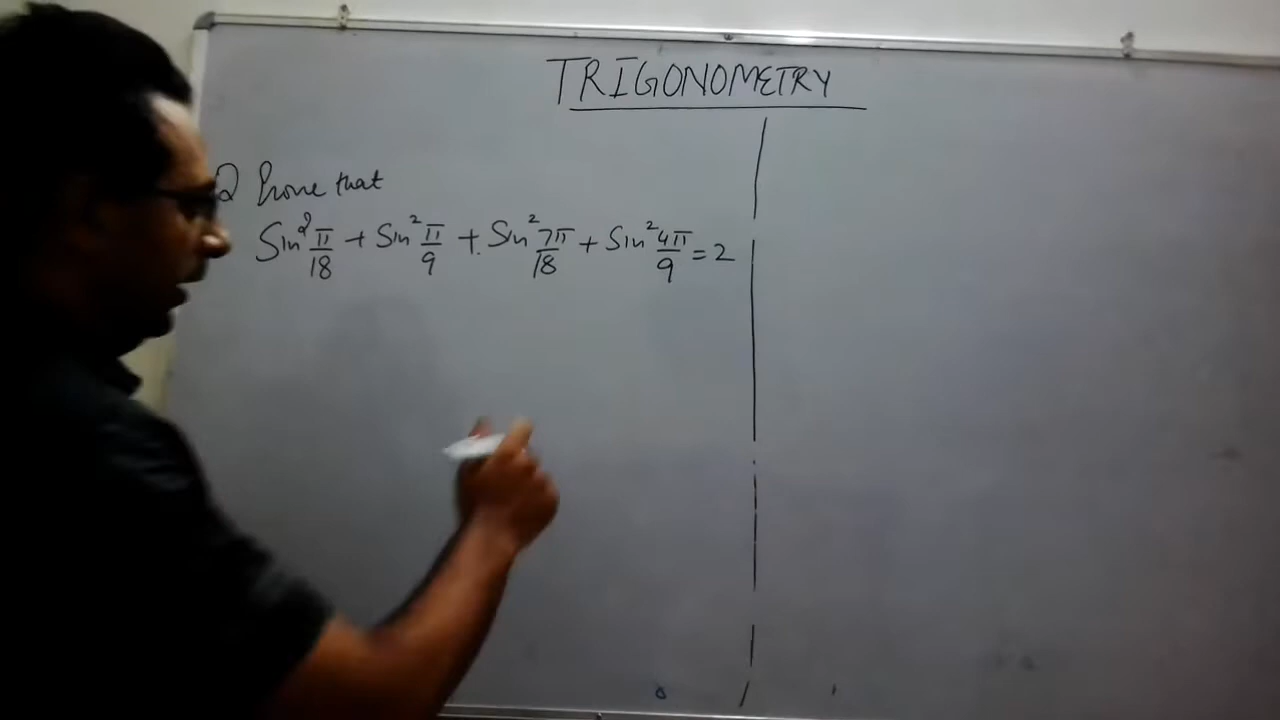 TRIGONOMETRY
Q Prove that
Sin² π/18 + Sin² π/9 + Sin² 7π/18 + Sin² 4π/9 = 2